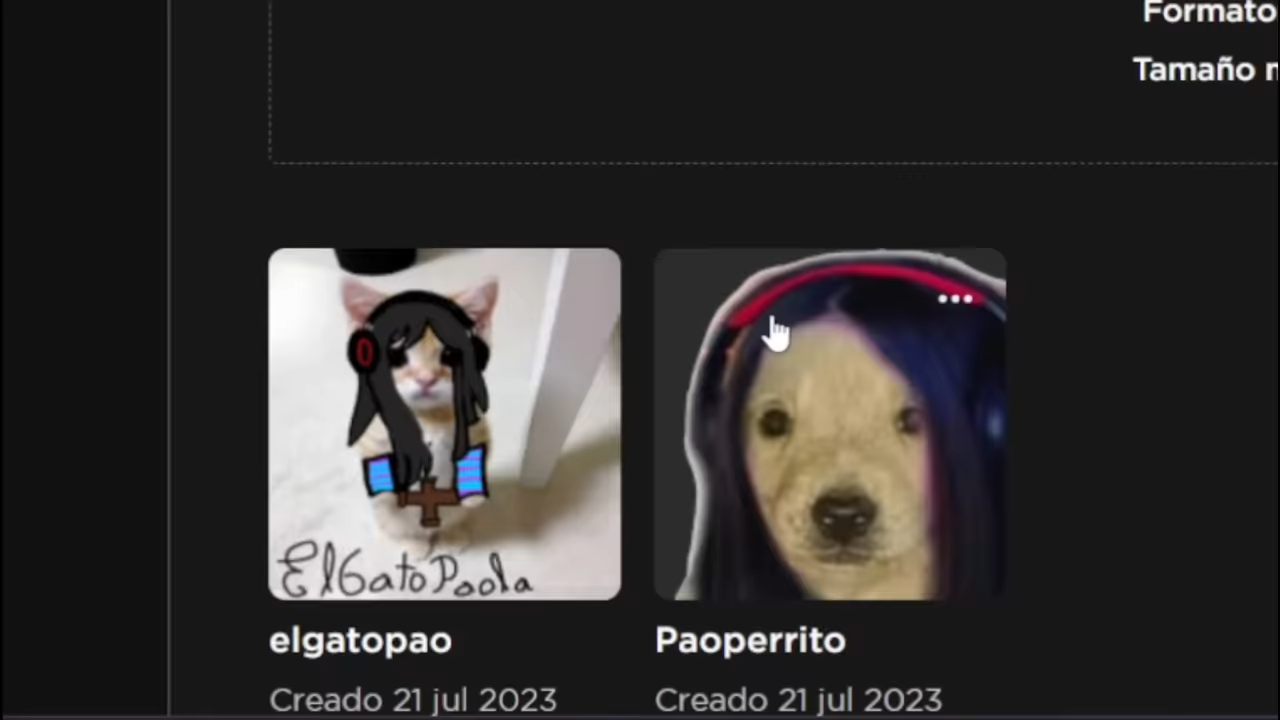 Formato
Tamaño
ElGatoPaola
elgatopao
Paoperrito
Creado 21 jul 2023
Creado 21 jul 2023